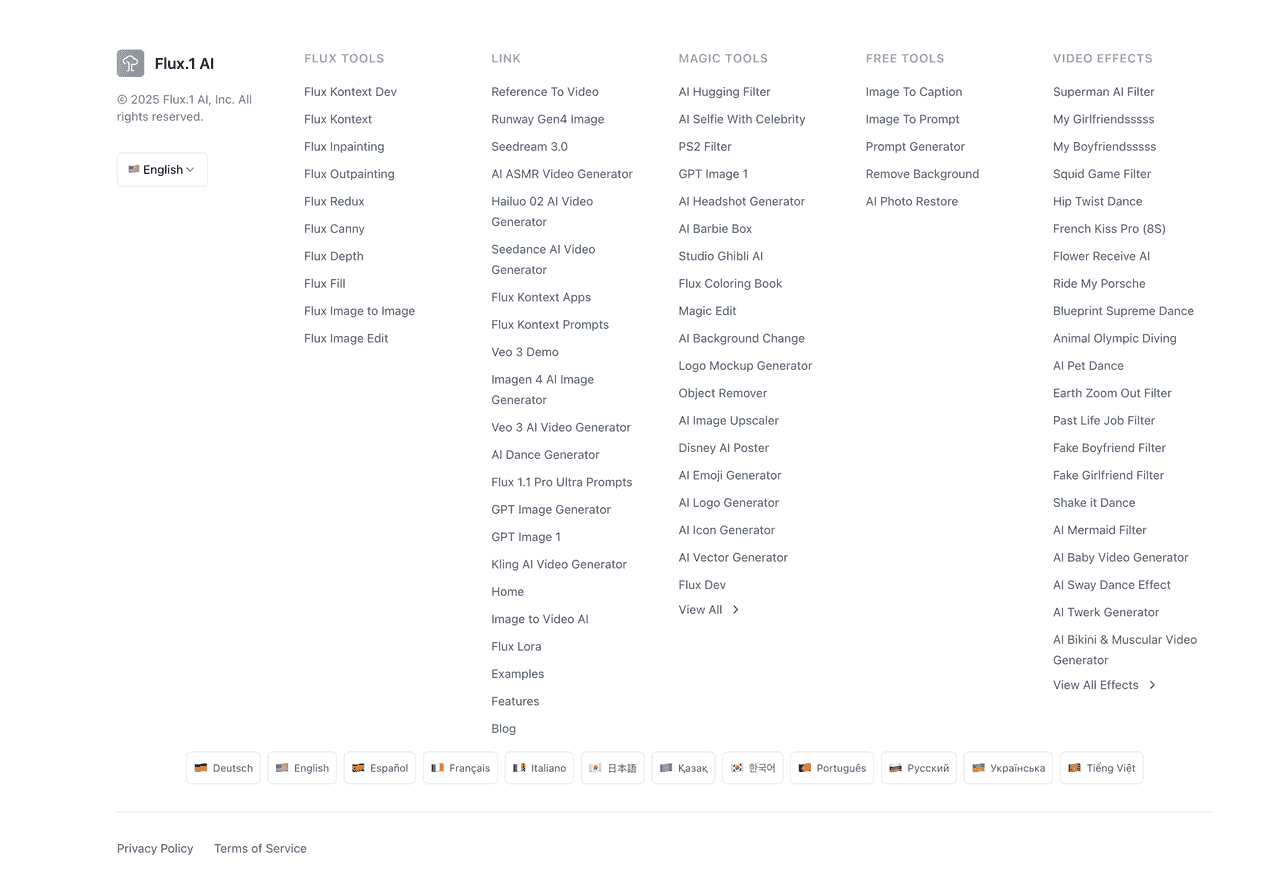 Flux.1 AI
© 2025 Flux.1 AI, Inc. All
rights reserved.
English
FLUX TOOLS
Flux Kontext Dev
Flux Kontext
Flux Inpainting
Flux Outpainting
Flux Redux
Flux Canny
Flux Depth
Flux Fill
Flux Image to Image
Flux Image Edit
LINK
Reference To Video
Runway Gen4 Image
Seedream 3.0
AI ASMR Video Generator
Hailuo 02 AI Video
Generator
Seedance AI Video
Generator
Flux Kontext Apps
Flux Kontext Prompts
Veo 3 Demo
Imagen 4 AI Image
Generator
Veo 3 AI Video Generator
AI Dance Generator
Flux 1.1 Pro Ultra Prompts
GPT Image Generator
GPT Image 1
Kling AI Video Generator
Home
Image to Video AI
Flux Lora
Examples
Features
Blog
MAGIC TOOLS
AI Hugging Filter
AI Selfie With Celebrity
PS2 Filter
GPT Image 1
AI Headshot Generator
AI Barbie Box
Studio Ghibli AI
Flux Coloring Book
Magic Edit
AI Background Change
Logo Mockup Generator
Object Remover
AI Image Upscaler
Disney AI Poster
AI Emoji Generator
AI Logo Generator
AI Icon Generator
AI Vector Generator
Flux Dev
View All
FREE TOOLS
Image To Caption
Image To Prompt
Prompt Generator
Remove Background
AI Photo Restore
VIDEO EFFECTS
Superman AI Filter
My Girlfriendsssss
My Boyfriendsssss
Squid Game Filter
Hip Twist Dance
French Kiss Pro (8S)
Flower Receive AI
Ride My Porsche
Blueprint Supreme Dance
Animal Olympic Diving
AI Pet Dance
Earth Zoom Out Filter
Past Life Job Filter
Fake Boyfriend Filter
Fake Girlfriend Filter
Shake it Dance
AI Mermaid Filter
AI Baby Video Generator
AI Sway Dance Effect
AI Twerk Generator
AI Bikini & Muscular Video
Generator
View All Effects
Deutsch English Español Français Italiano 日本語 Қазақ 한국어 Português Русский Українська Tiếng Việt
Privacy Policy Terms of Service